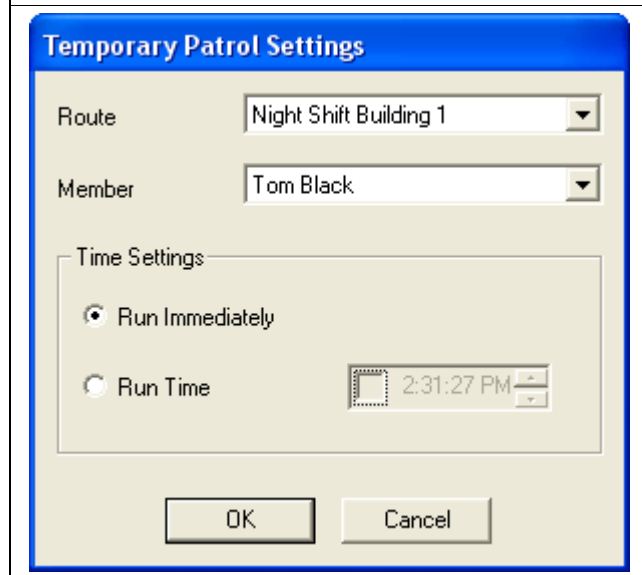 Temporary Patrol Settings
Route Night Shift Building 1
Member Tom Black
Time Settings
Run Immediately
Run Time 2:31:27 PM
OK Cancel